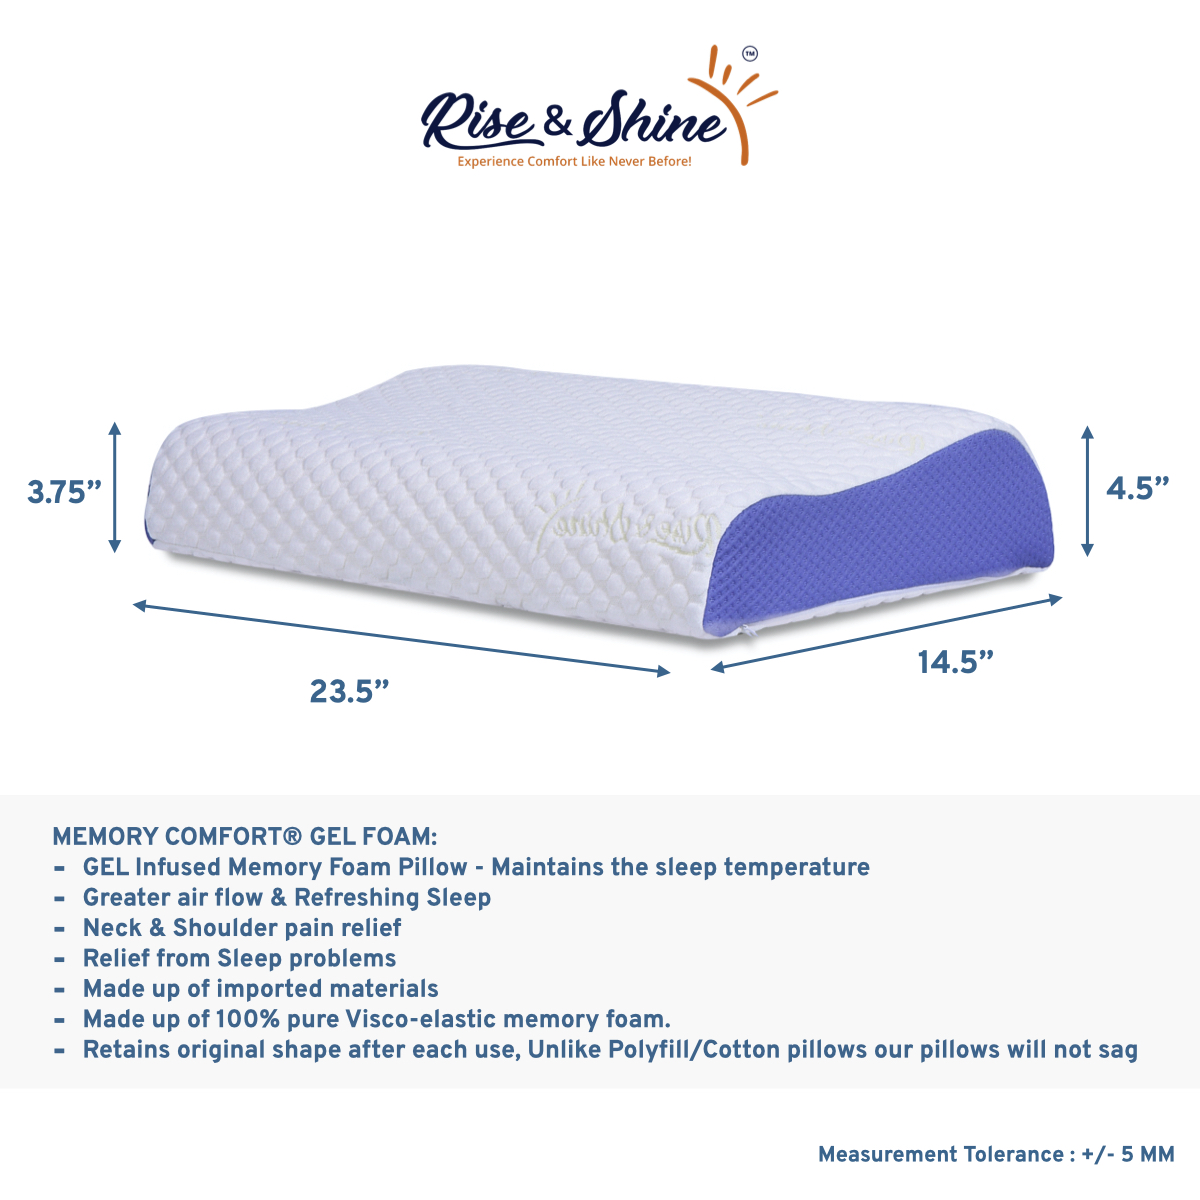 ™
Rise & Shine
Experience Comfort Like Never Before!
3.75”
4.5”
14.5”
23.5”
MEMORY COMFORT® GEL FOAM:
- GEL Infused Memory Foam Pillow - Maintains the sleep temperature
- Greater air flow & Refreshing Sleep
- Neck & Shoulder pain relief
- Relief from Sleep problems
- Made up of imported materials
- Made up of 100% pure Visco-elastic memory foam.
- Retains original shape after each use, Unlike Polyfill/Cotton pillows our pillows will not sag
Measurement Tolerance : +/- 5 MM